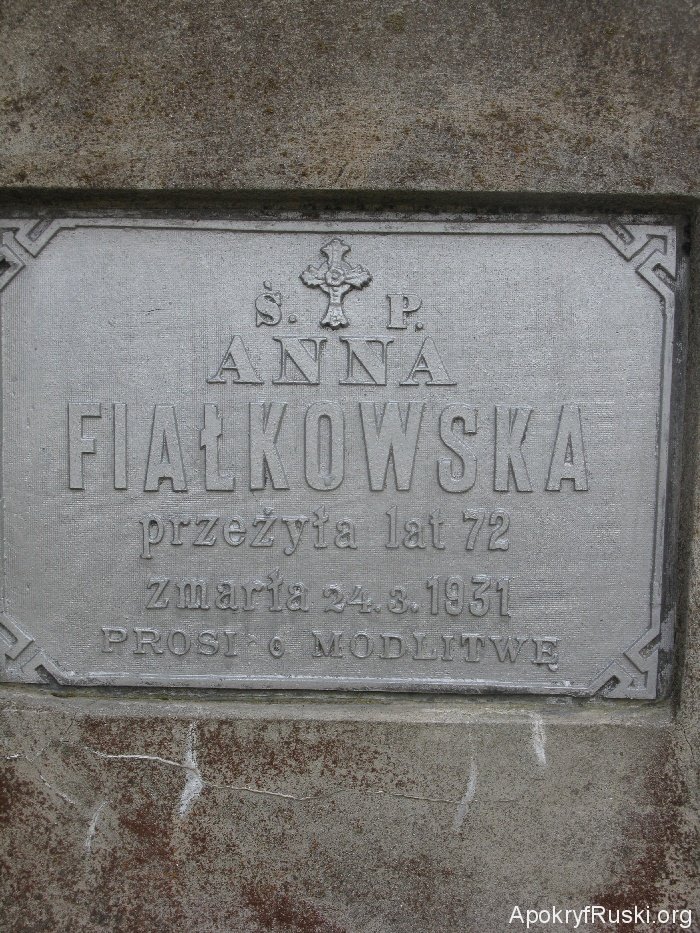 Ś. P.
ANNA
FIAŁKOWSKA
przeżyła lat 72
zmarła 24.3.1931
PROSI o MODLITWĘ
ApokryfRuski.org